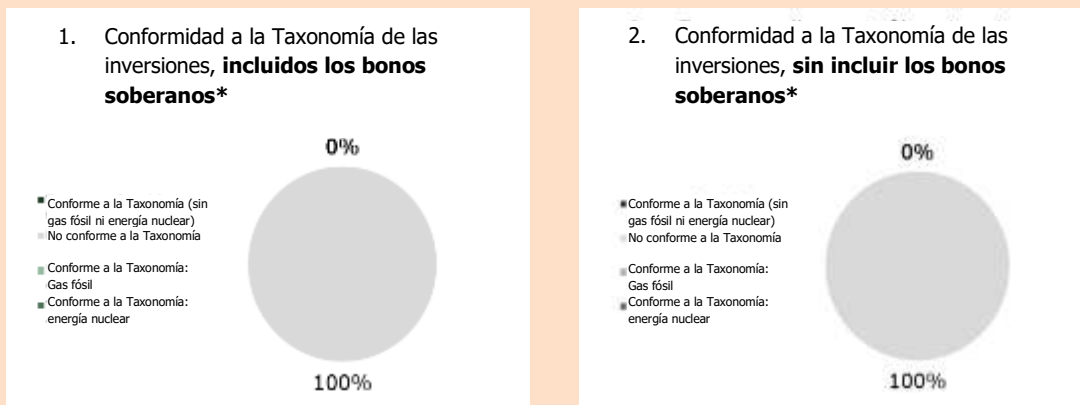 1. Conformidad a la Taxonomía de las
inversiones, incluidos los bonos
soberanos*
0%
Conforme a la Taxonomía (sin
gas fósil ni energía nuclear)
No conforme a la Taxonomía
Conforme a la Taxonomía:
Gas fósil
Conforme a la Taxonomía:
energía nuclear
100%
2. Conformidad a la Taxonomía de las
inversiones, sin incluir los bonos
soberanos*
0%
Conforme a la Taxonomía (sin
gas fósil ni energía nuclear)
No conforme a la Taxonomía
Conforme a la Taxonomía:
Gas fósil
Conforme a la Taxonomía:
energía nuclear
100%